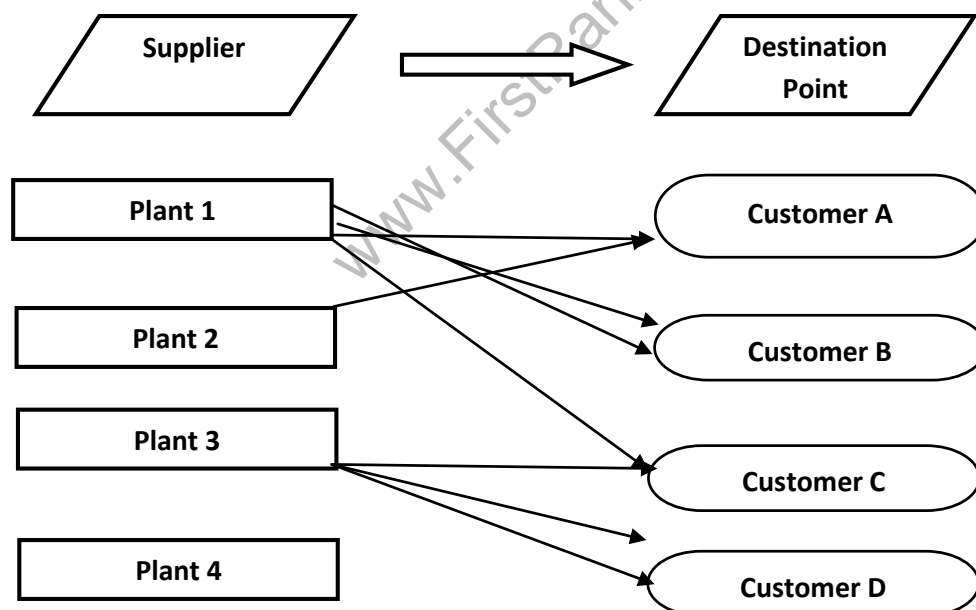 Supplier
Destination
Point
www.FirstRan
Plant 1
Customer A
Plant 2
Customer B
Plant 3
Customer C
Plant 4
Customer D